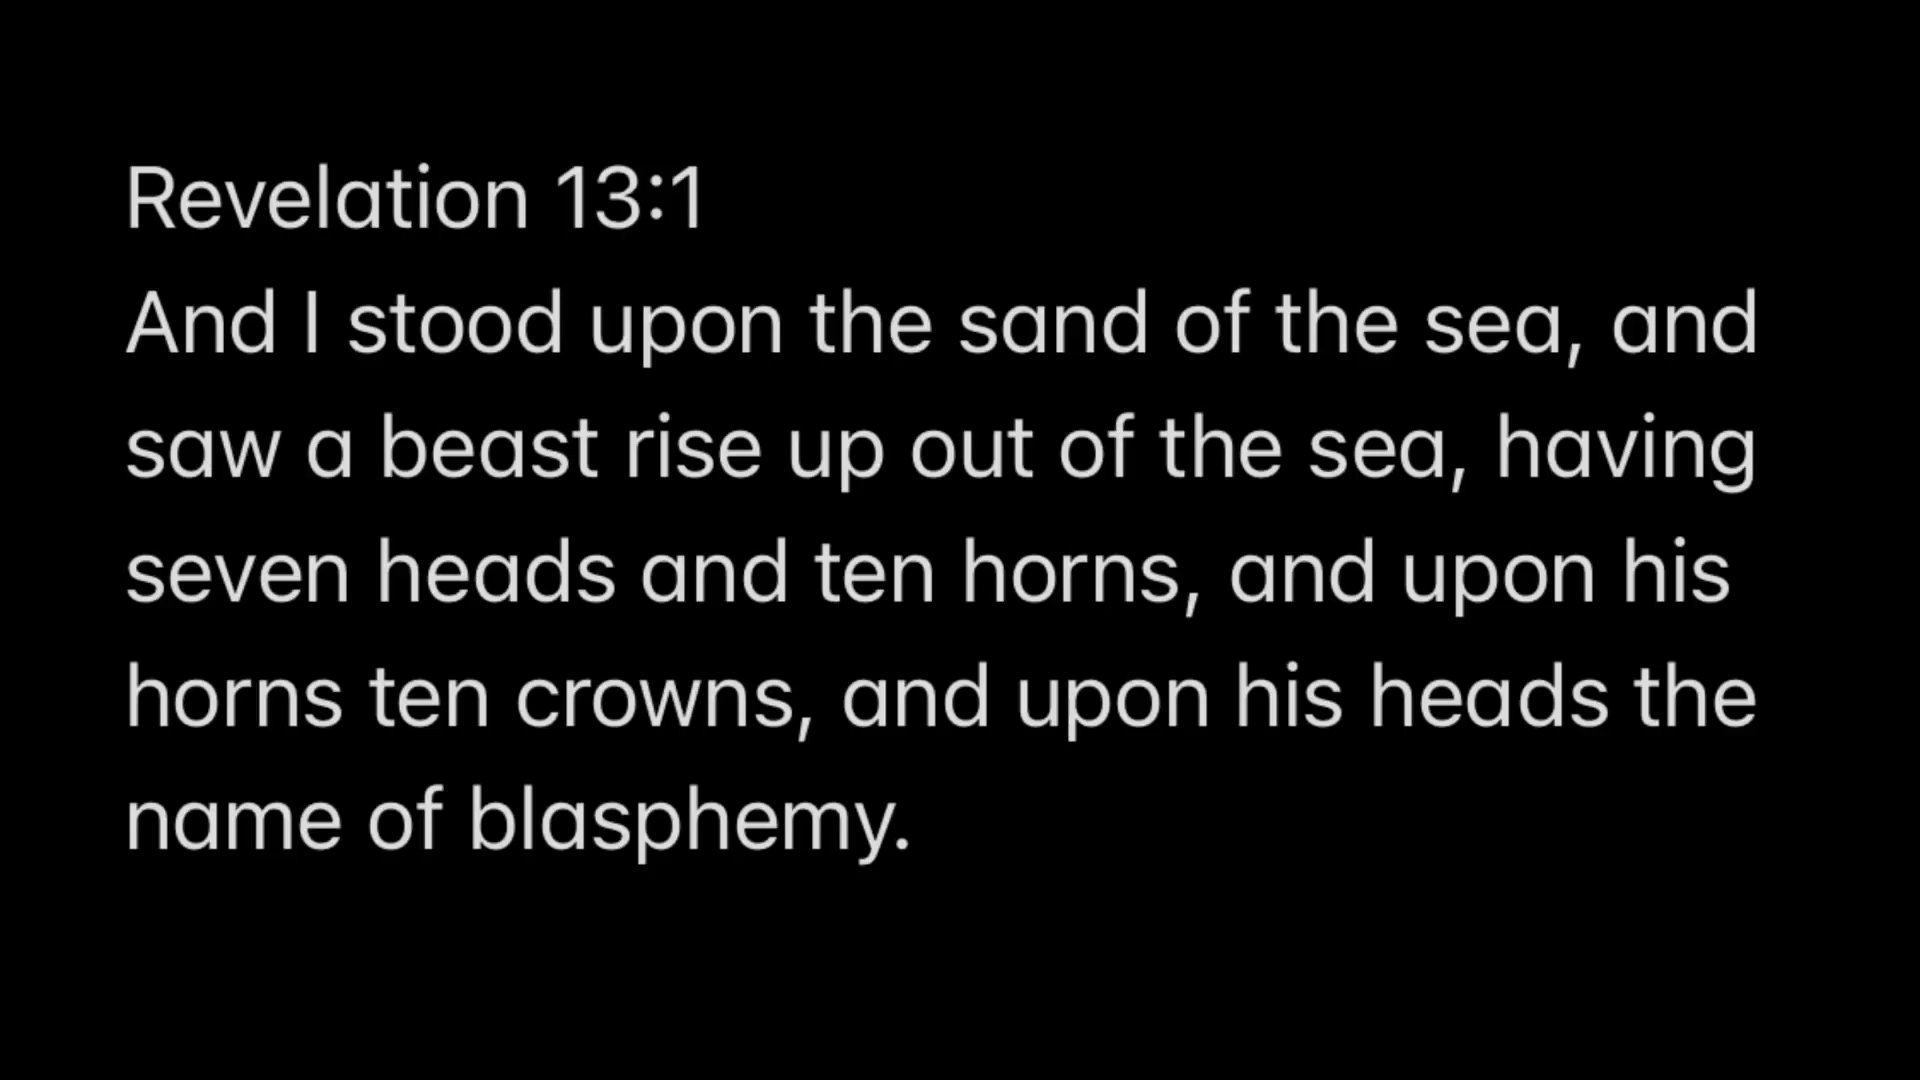 Revelation 13:1
And I stood upon the sand of the sea, and
saw a beast rise up out of the sea, having
seven heads and ten horns, and upon his
horns ten crowns, and upon his heads the
name of blasphemy.